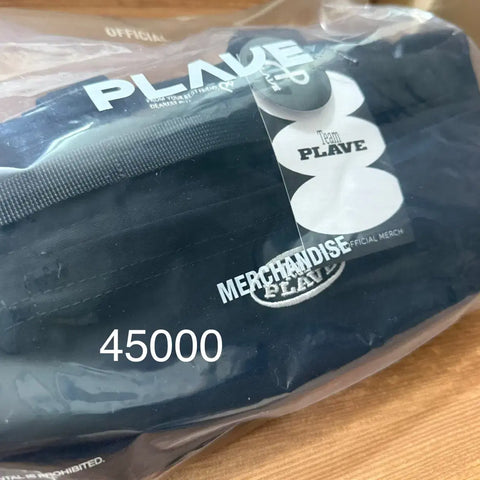 OFFICIAL
PLAVE
Team
PLAVE
OFFICIAL MERCH
MERCHANDISE
PLAVE
45000
IS PROHIBITED.